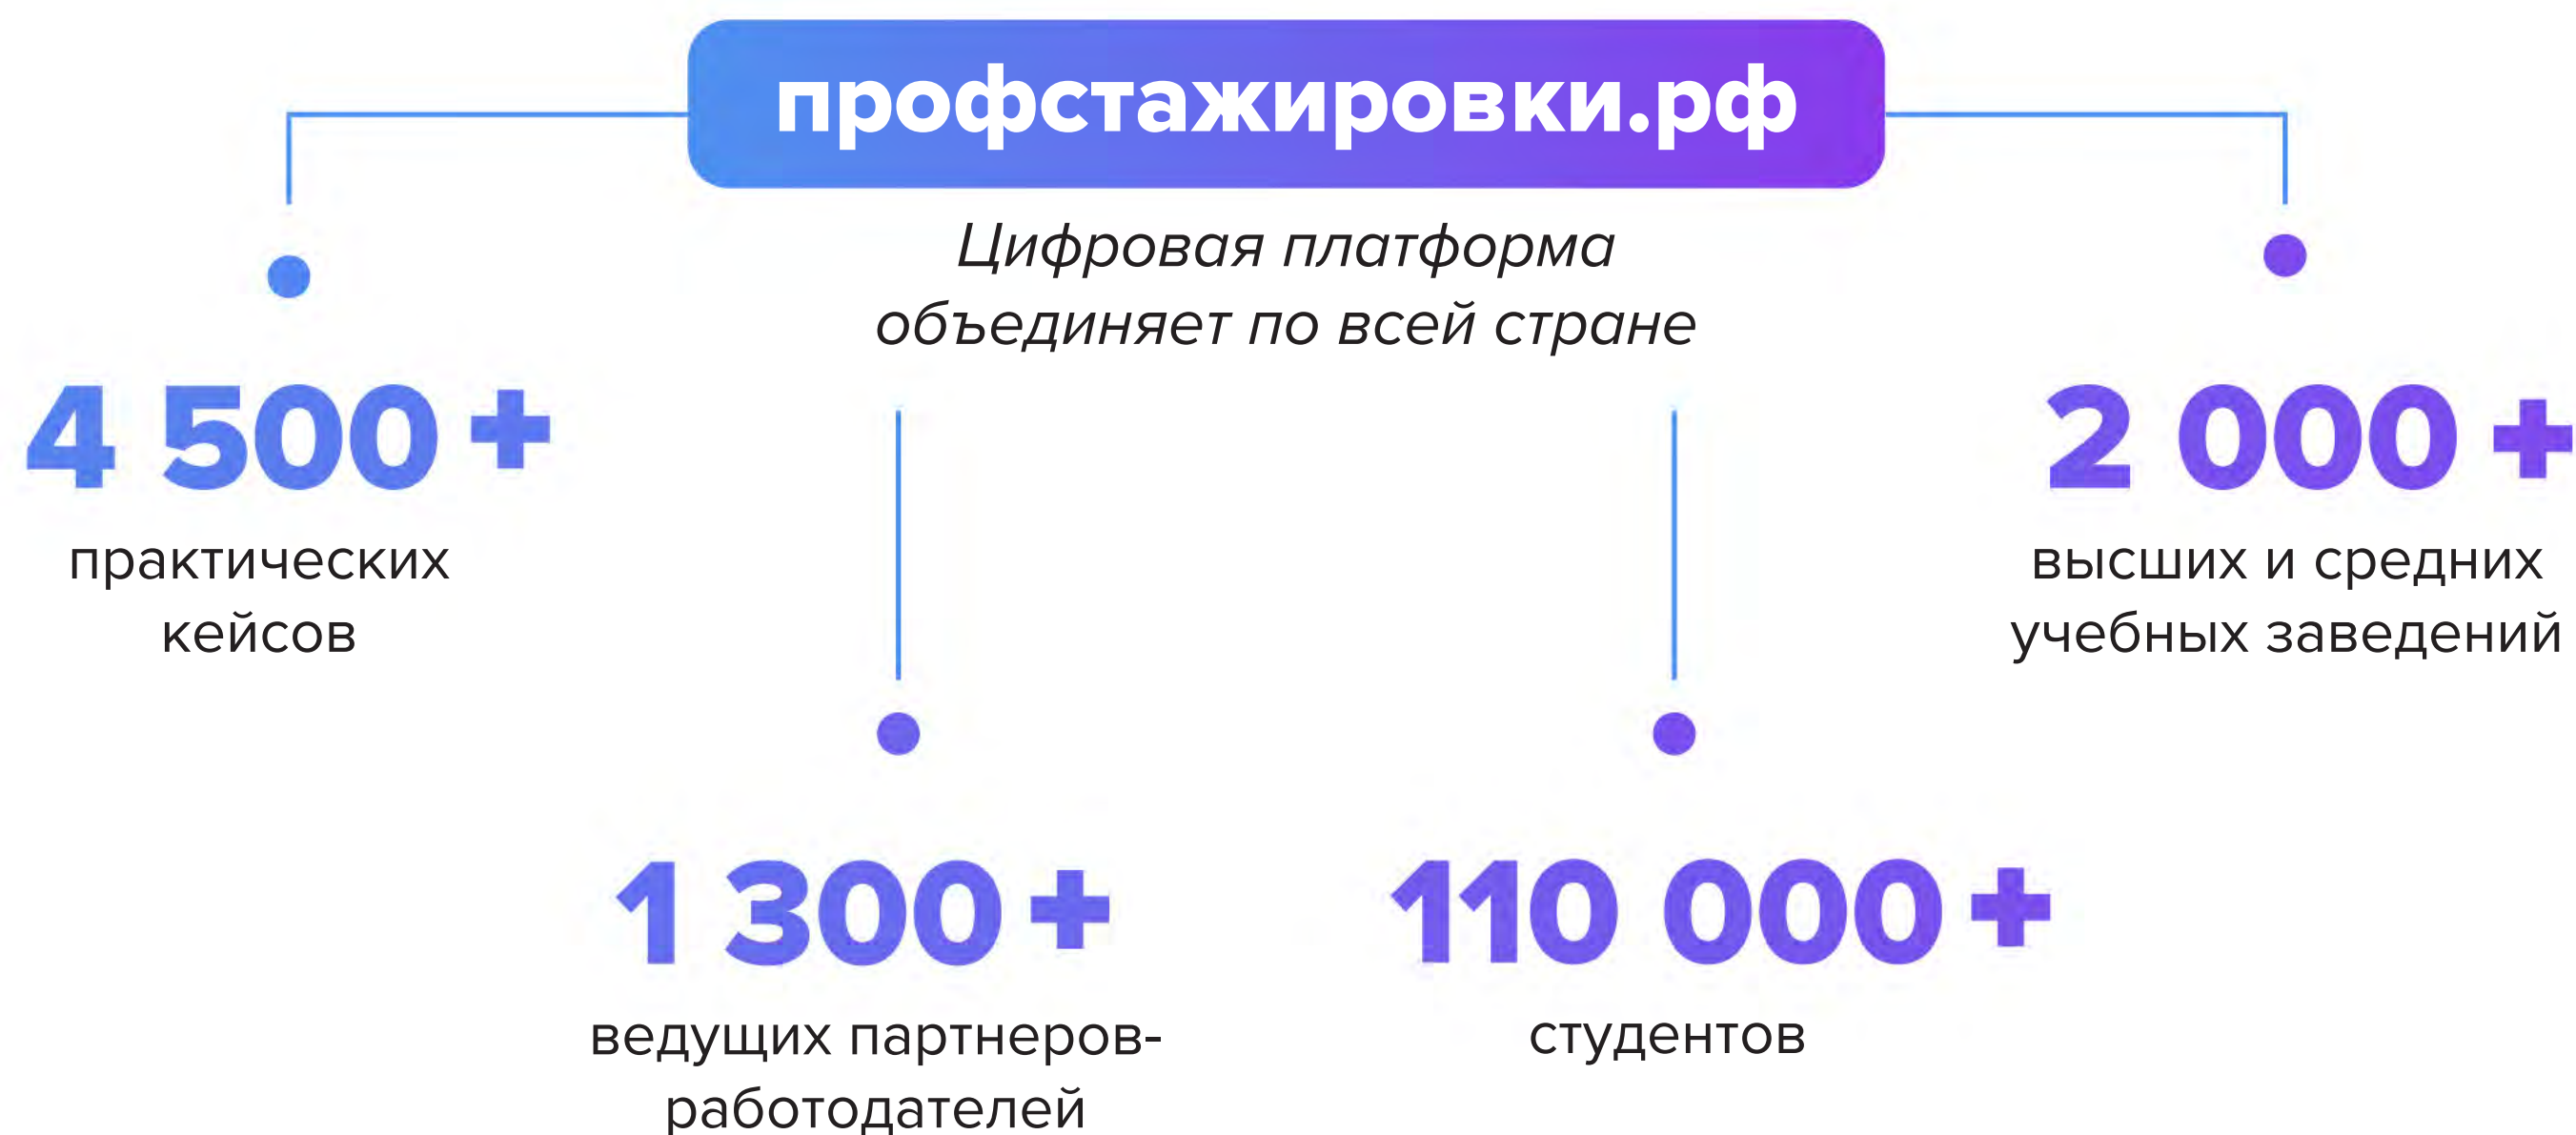 профстажировки.рф
Цифровая платформа
объединяет по всей стране
4 500 +
практических
кейсов
1 300 +
ведущих партнеров-
работодателей
110 000 +
студентов
2 000 +
высших и средних
учебных заведений